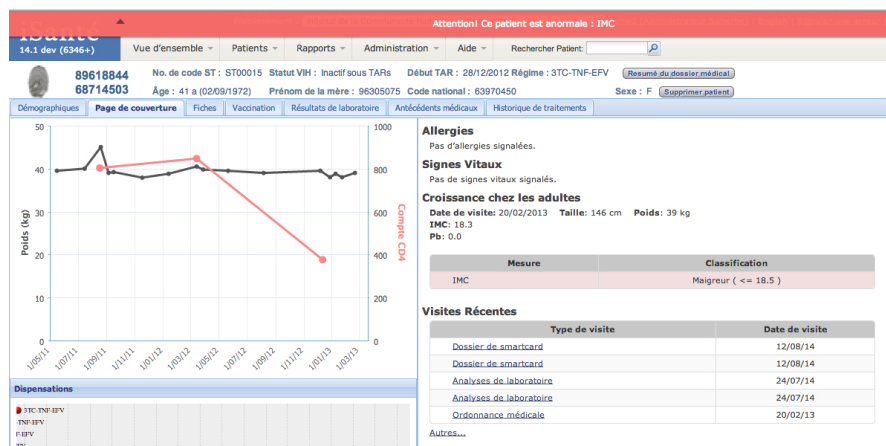 Attention! Ce patient est anormale : IMC
iSanté
14.1 dev (6346+)
Vue d'ensemble Patients Rapports Administration Aide Rechercher Patient:
89618844
68714503
No. de code ST : ST00015 Statut VIH : Inactif sous TARs Début TAR : 28/12/2012 Régime : 3TC-TNF-EFV Resumé du dossier médical
Âge : 41 a (02/09/1972) Prénom de la mère : 96305075 Code national : 63970450 Sexe : F Supprimer patient
Démographiques Page de couverture Fiches Vaccination Résultats de laboratoire Antécédents médicaux Historique de traitements
50
40
30
20
10
0
Poids (kg)
1000
800
600
400
200
0
Compte CD4
1/05/11 1/07/11 1/09/11 1/11/11 1/01/12 1/03/12 1/05/12 1/07/12 1/09/12 1/11/12 1/01/13 1/03/13
Dispensations
3TC-TNF-EFV
-TNF-EFV
F-EFV
Allergies
Pas d'allergies signalées.
Signes Vitaux
Pas de signes vitaux signalés.
Croissance chez les adultes
Date de visite: 20/02/2013 Taille: 146 cm Poids: 39 kg
IMC: 18.3
Pb: 0.0
Mesure Classification
IMC Maigreur ( <= 18.5 )
Visites Récentes
Type de visite Date de visite
Dossier de smartcard 12/08/14
Dossier de smartcard 12/08/14
Analyses de laboratoire 24/07/14
Analyses de laboratoire 24/07/14
Ordonnance médicale 20/02/13
Autres...